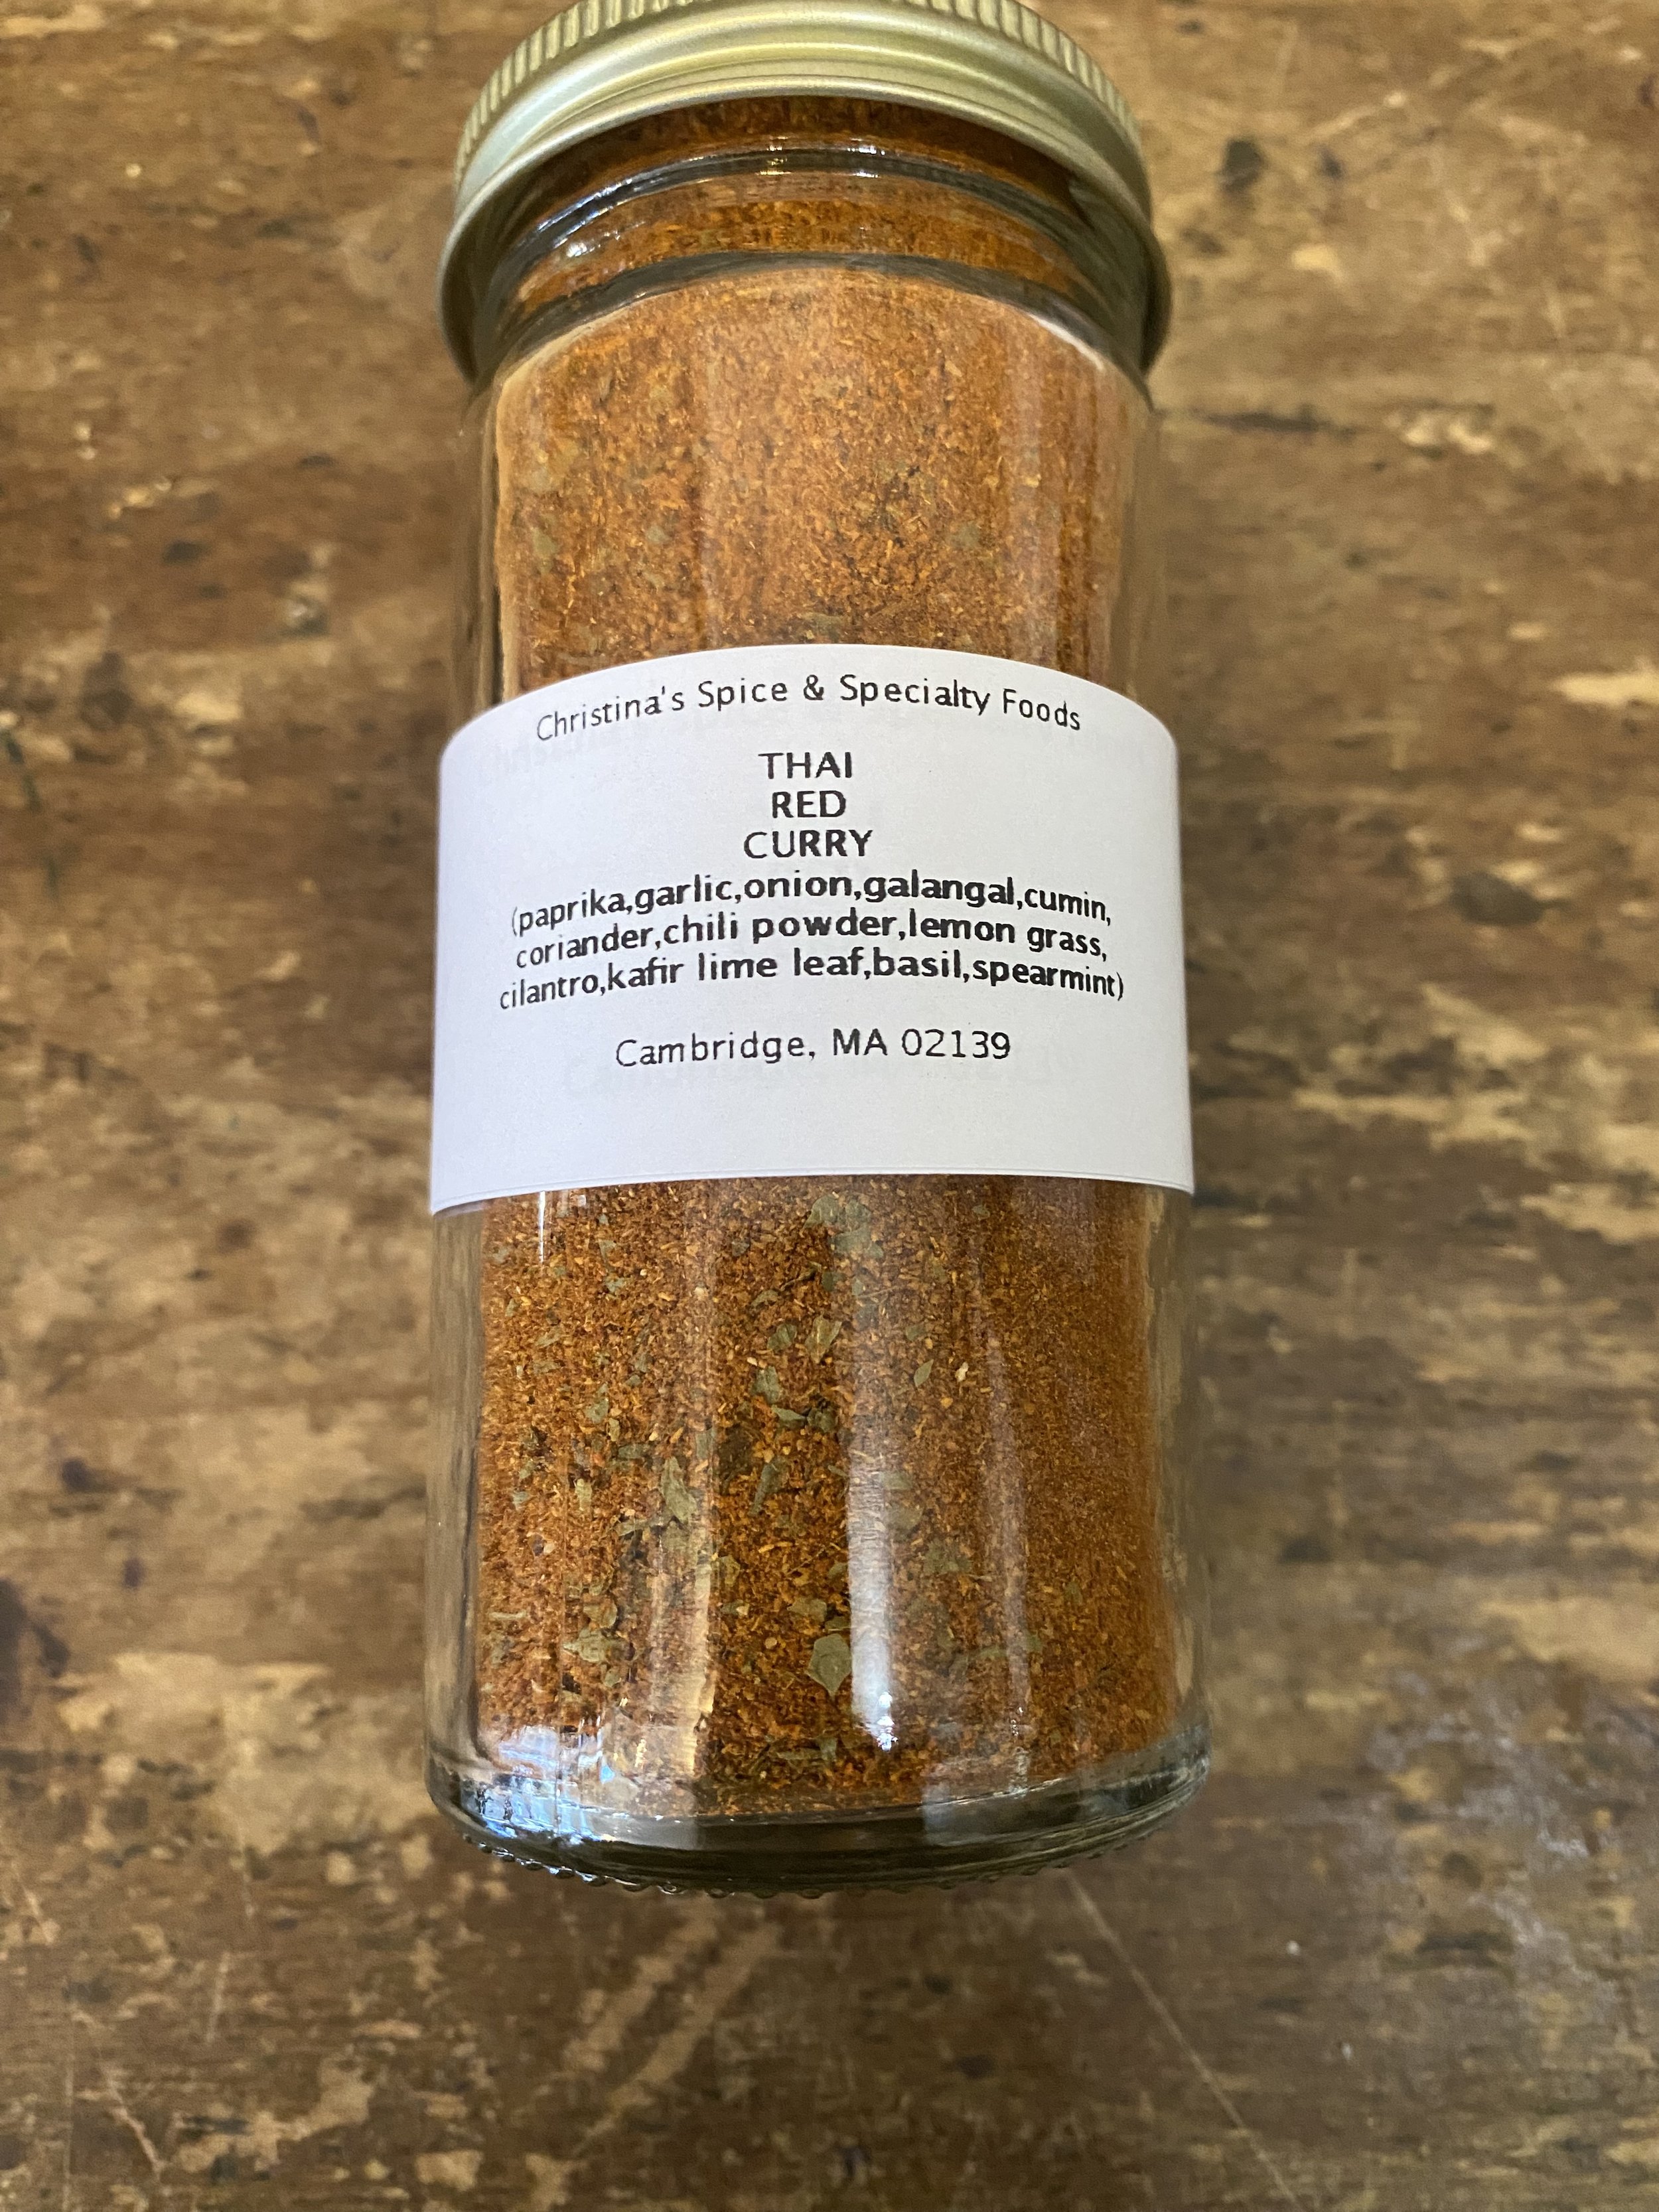 Christina's Spice & Specialty Foods
THAI
RED
CURRY
(paprika,garlic,onion,galangal,cumin,
coriander,chili powder,lemon grass,
cilantro,kafir lime leaf,basil,spearmint)
Cambridge, MA 02139